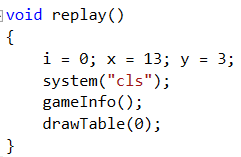 void replay()
{
    i = 0; x = 13; y = 3;
    system("cls");
    gameInfo();
    drawTable(0);
}